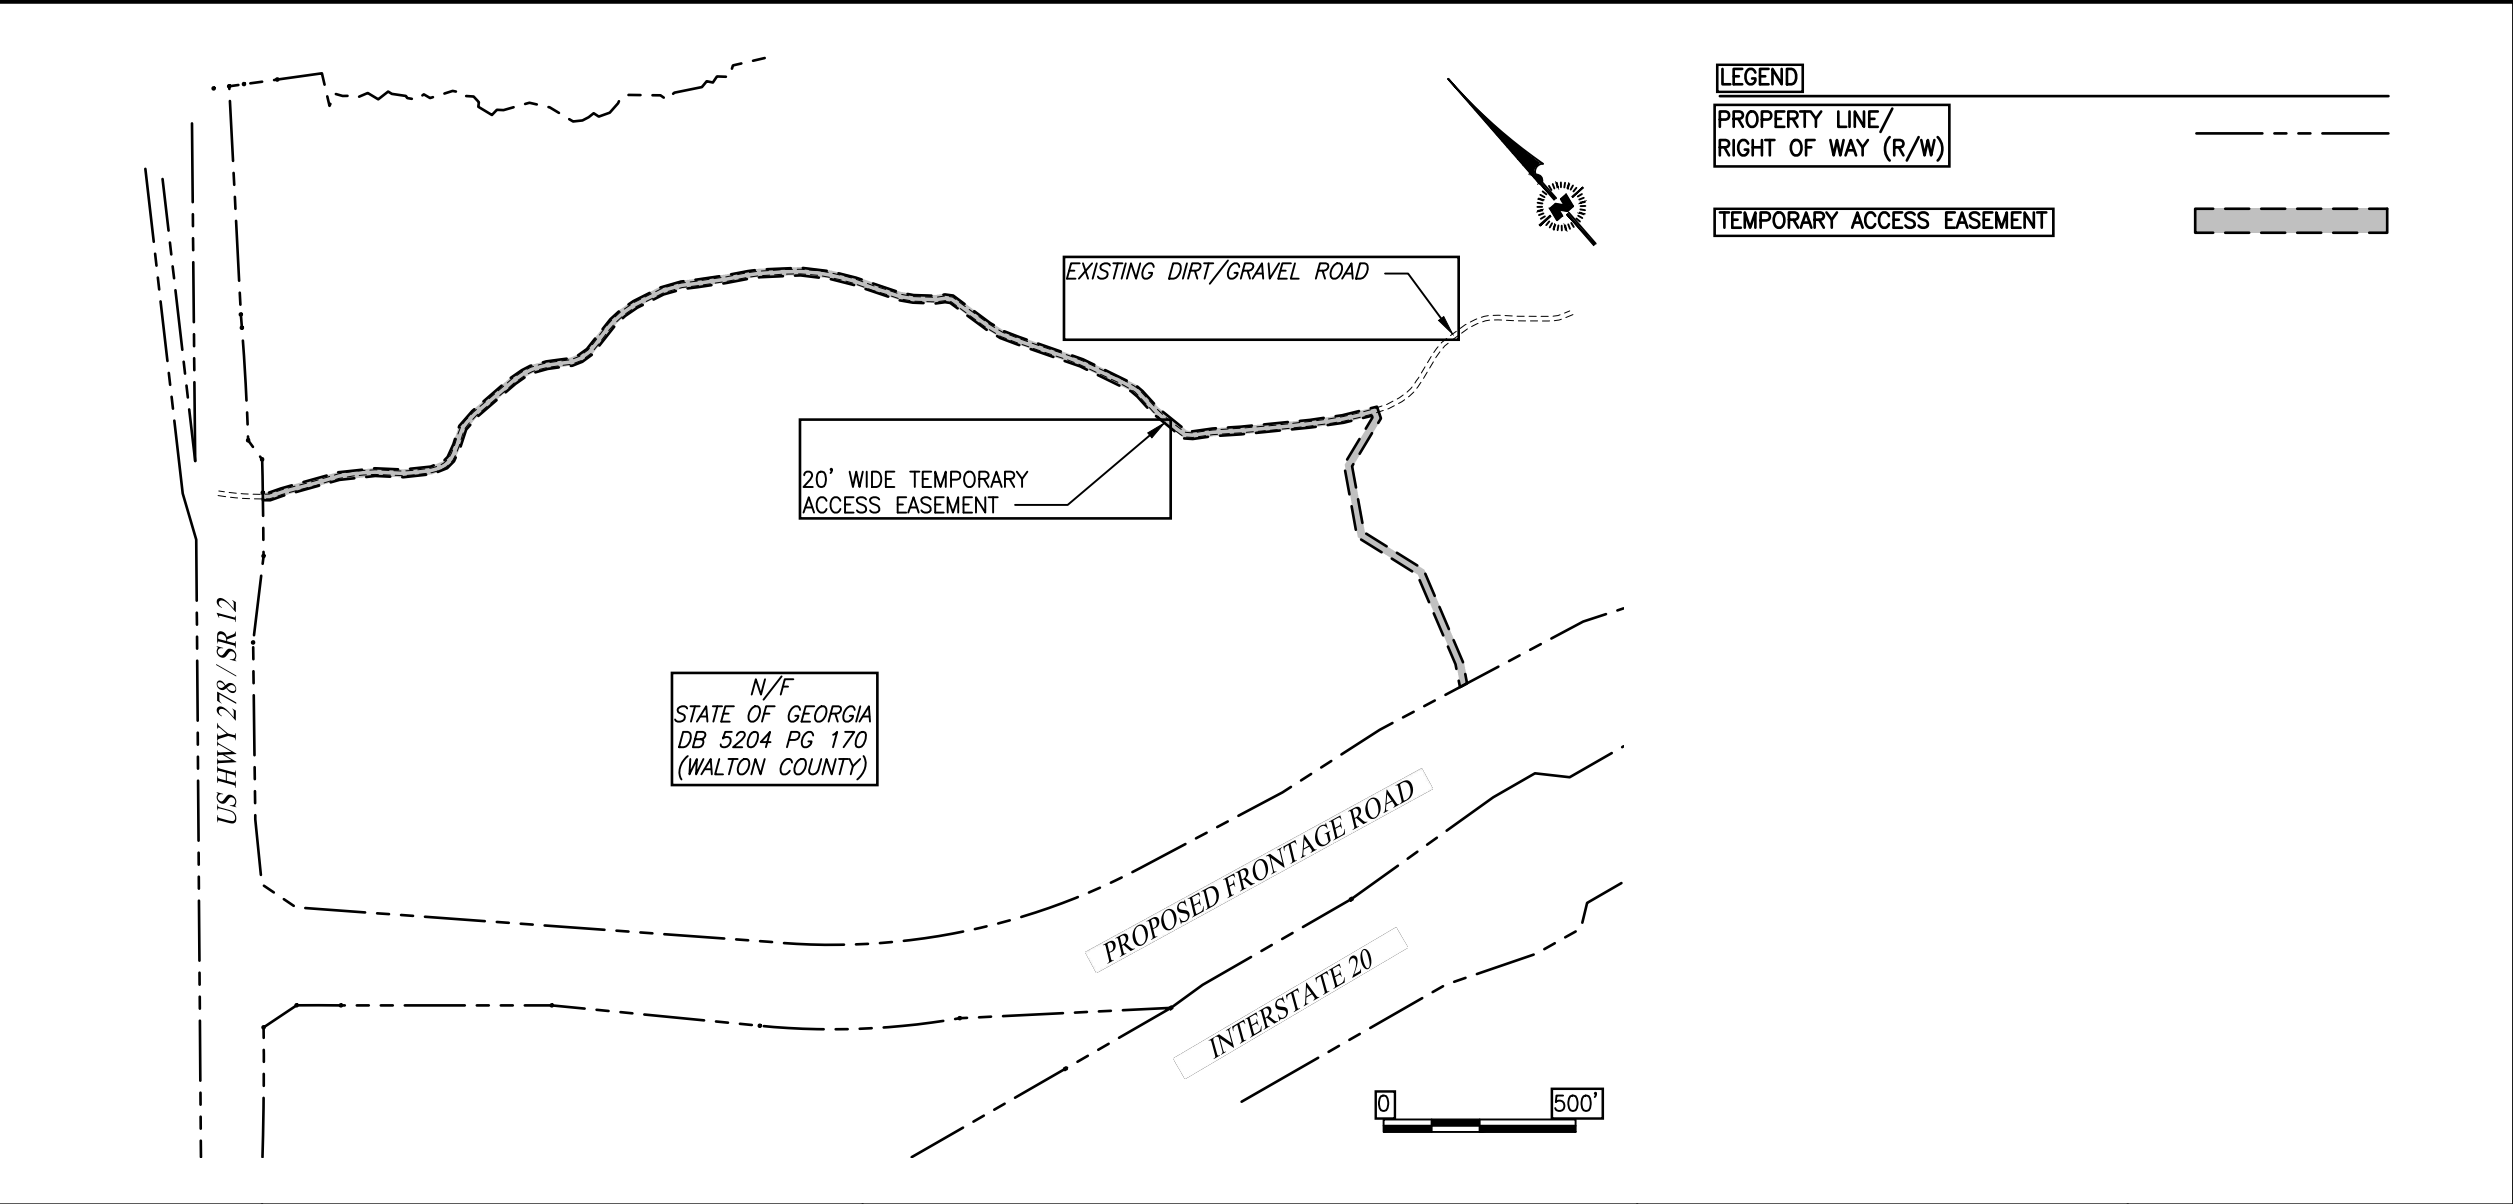 LEGEND
PROPERTY LINE/
RIGHT OF WAY (R/W)
TEMPORARY ACCESS EASEMENT
EXISTING DIRT/GRAVEL ROAD
20' WIDE TEMPORARY
ACCESS EASEMENT
US HWY 278 / SR 12
N/F
STATE OF GEORGIA
DB 5204 PG 170
(WALTON COUNTY)
PROPOSED FRONTAGE ROAD
INTERSTATE 20
0 500'